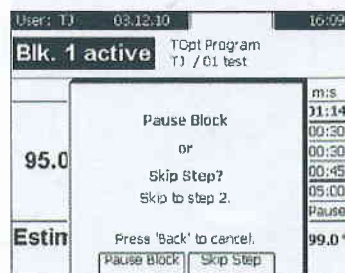 User: TJ 03.12.10 16:09
Blk. 1 active
TOpt Program
TJ / 01 test
m:s
01:14
Pause Block
00:30
or
00:30
95.0
Skip Step?
00:45
Skip to step 2.
05:00
Pause
Estim
Press 'Back' to cancel.
99.0°
Pause Block Skip Step